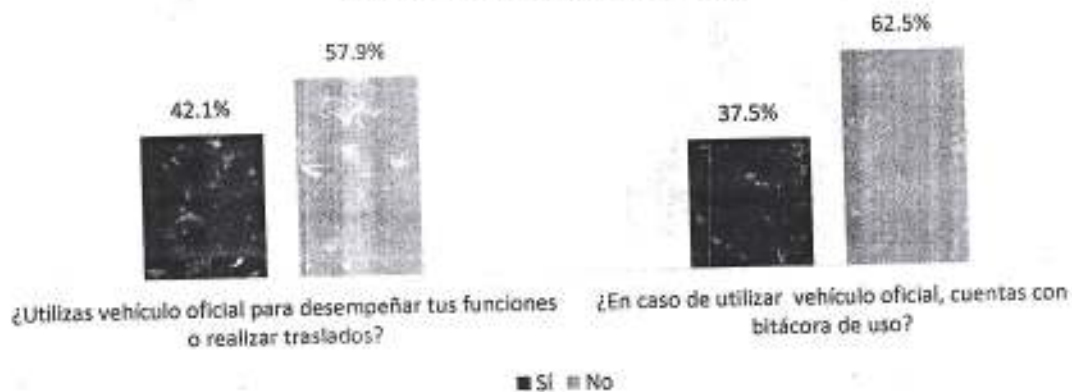 57.9%
42.1%
62.5%
37.5%
¿Utilizas vehículo oficial para desempeñar tus funciones
o realizar traslados?
¿En caso de utilizar vehículo oficial, cuentas con
bitácora de uso?
Sí No